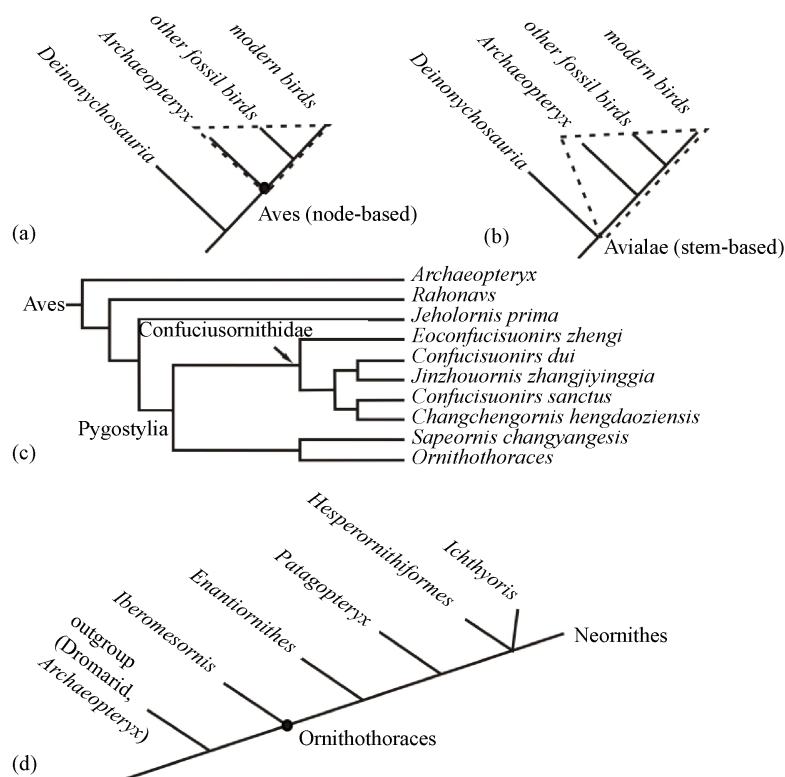 Deinonychosauria
Archaeopteryx
other fossil birds
modern birds
Aves (node-based)
(a)
Deinonychosauria
Archaeopteryx
other fossil birds
modern birds
Avialae (stem-based)
(b)
Aves
Archaeopteryx
Rahonavs
Jeholornis prima
Confuciusornithidae
Eoconfucisuonirs zhengi
Confucisuonirs dui
Jinzhouornis zhangjiyinggia
Confucisuonirs sanctus
Changchengornis hengdaoziensis
Pygostylia
Sapeornis changyangesis
Ornithothoraces
(c)
outgroup
(Dromarid,
Archaeopteryx)
Iberomesornis
Enantiornithes
Patagopteryx
Hesperornithiformes
Ichthyoris
Neornithes
Ornithothoraces
(d)